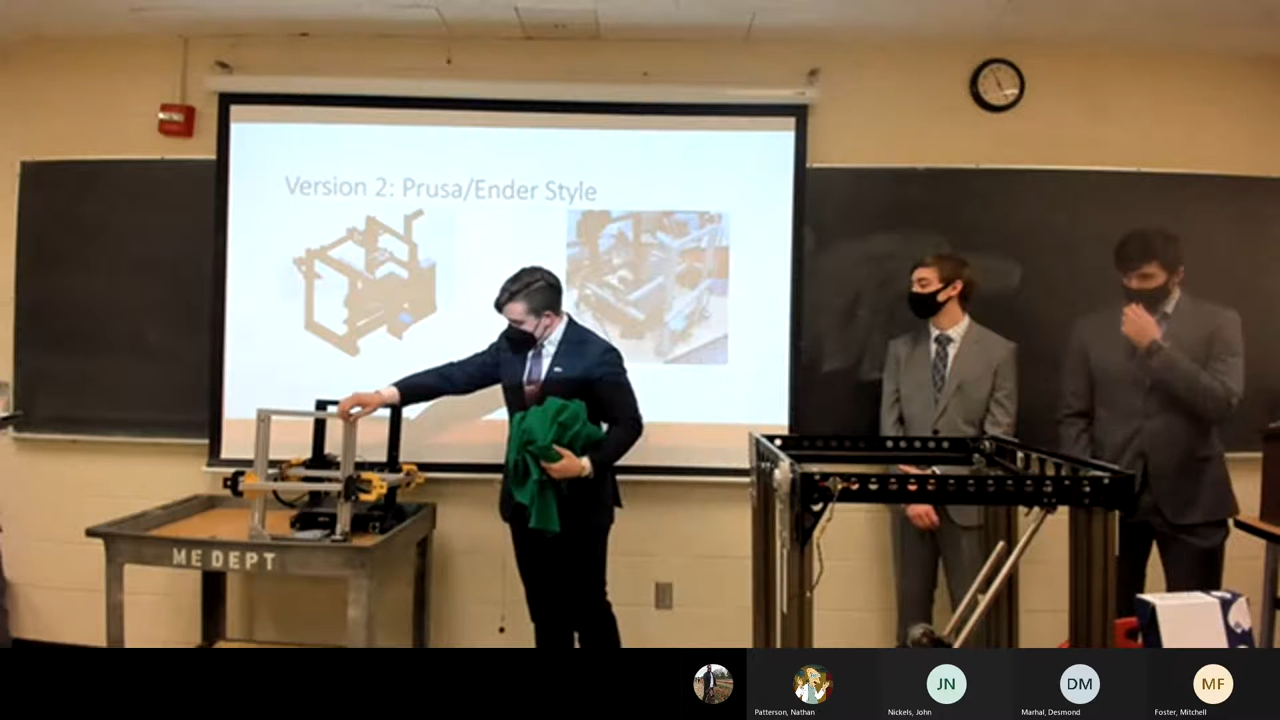 Version 2: Prusa/Ender Style
ME DEPT
JN
DM
MF
Patterson, Nathan
Nickels, John
Marhal, Desmond
Foster, Mitchell